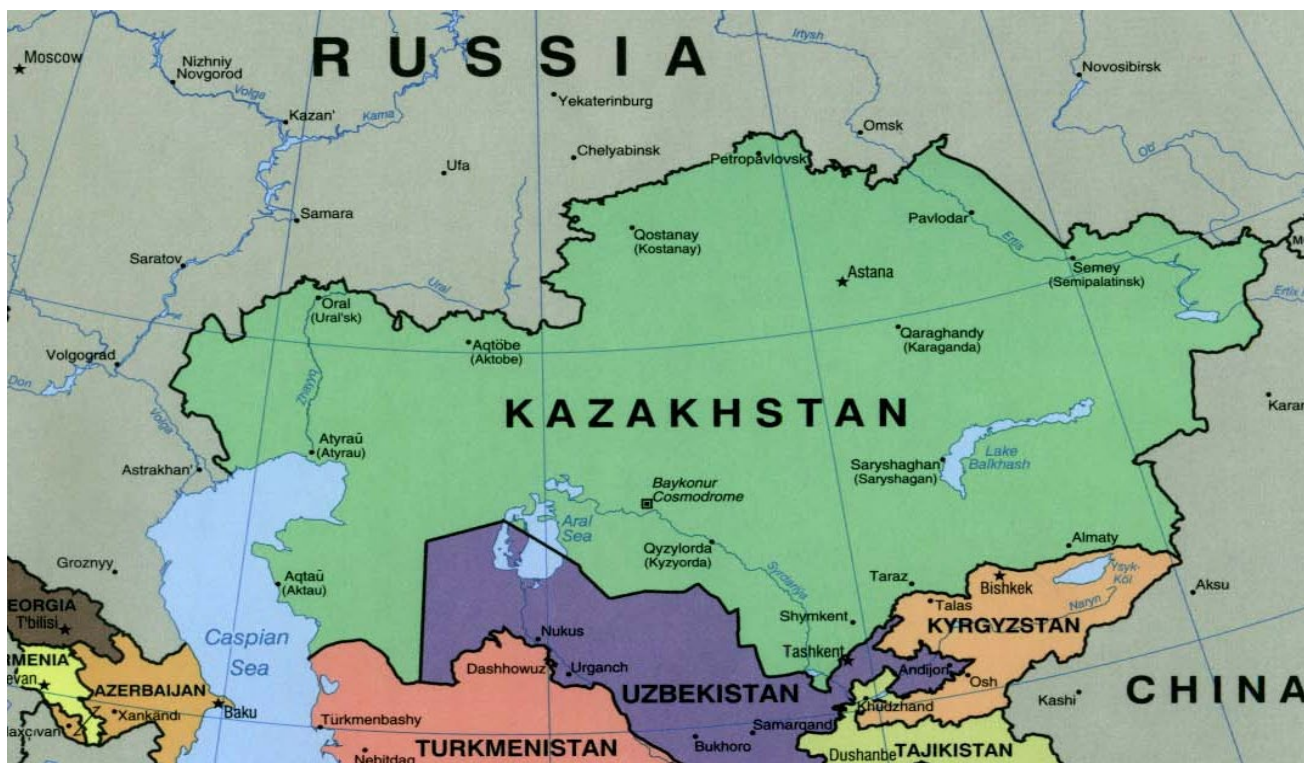 RUSSIA
Moscow
Nizhniy
Novgorod
Volga
Kazan'
Kama
Yekaterinburg
Chelyabinsk
Ufa
Irtysh
Omsk
Novosibirsk
Ob'
Petropavlovsk
Samara
Saratov
Qostanay
(Kostanay)
Pavlodar
Ertis
Astana
Semey
(Semipalatinsk)
Ural
Oral
(Ural'sk)
Aqtöbe
(Aktobe)
Qaraghandy
(Karaganda)
Volgograd
Don
Volga
Zhayyq
KAZAKHSTAN
Atyraū
(Atyrau)
Astrakhan'
Saryshaghan
(Saryshagan)
Lake
Balkhash
Baykonur
Cosmodrome
Aral
Sea
Qyzylorda
(Kyzyorda)
Syrdariya
Almaty
Groznyy
Aqtaū
(Aktau)
Taraz
Bishkek
Ysyk-
Köl
Aksu
Talas
Naryn
T'bilisi
Caspian
Sea
Shymkent
KYRGYZSTAN
Nukus
Tashkent
Dashhowuz
Urganch
Andijon
Osh
AZERBAIJAN
UZBEKISTAN
Kashi
CHINA
Xankändi
Baku
Türkmenbashy
Khudzhand
Samarqand
Bukhoro
TURKMENISTAN
Nebitdag
Dushanbe
TAJIKISTAN